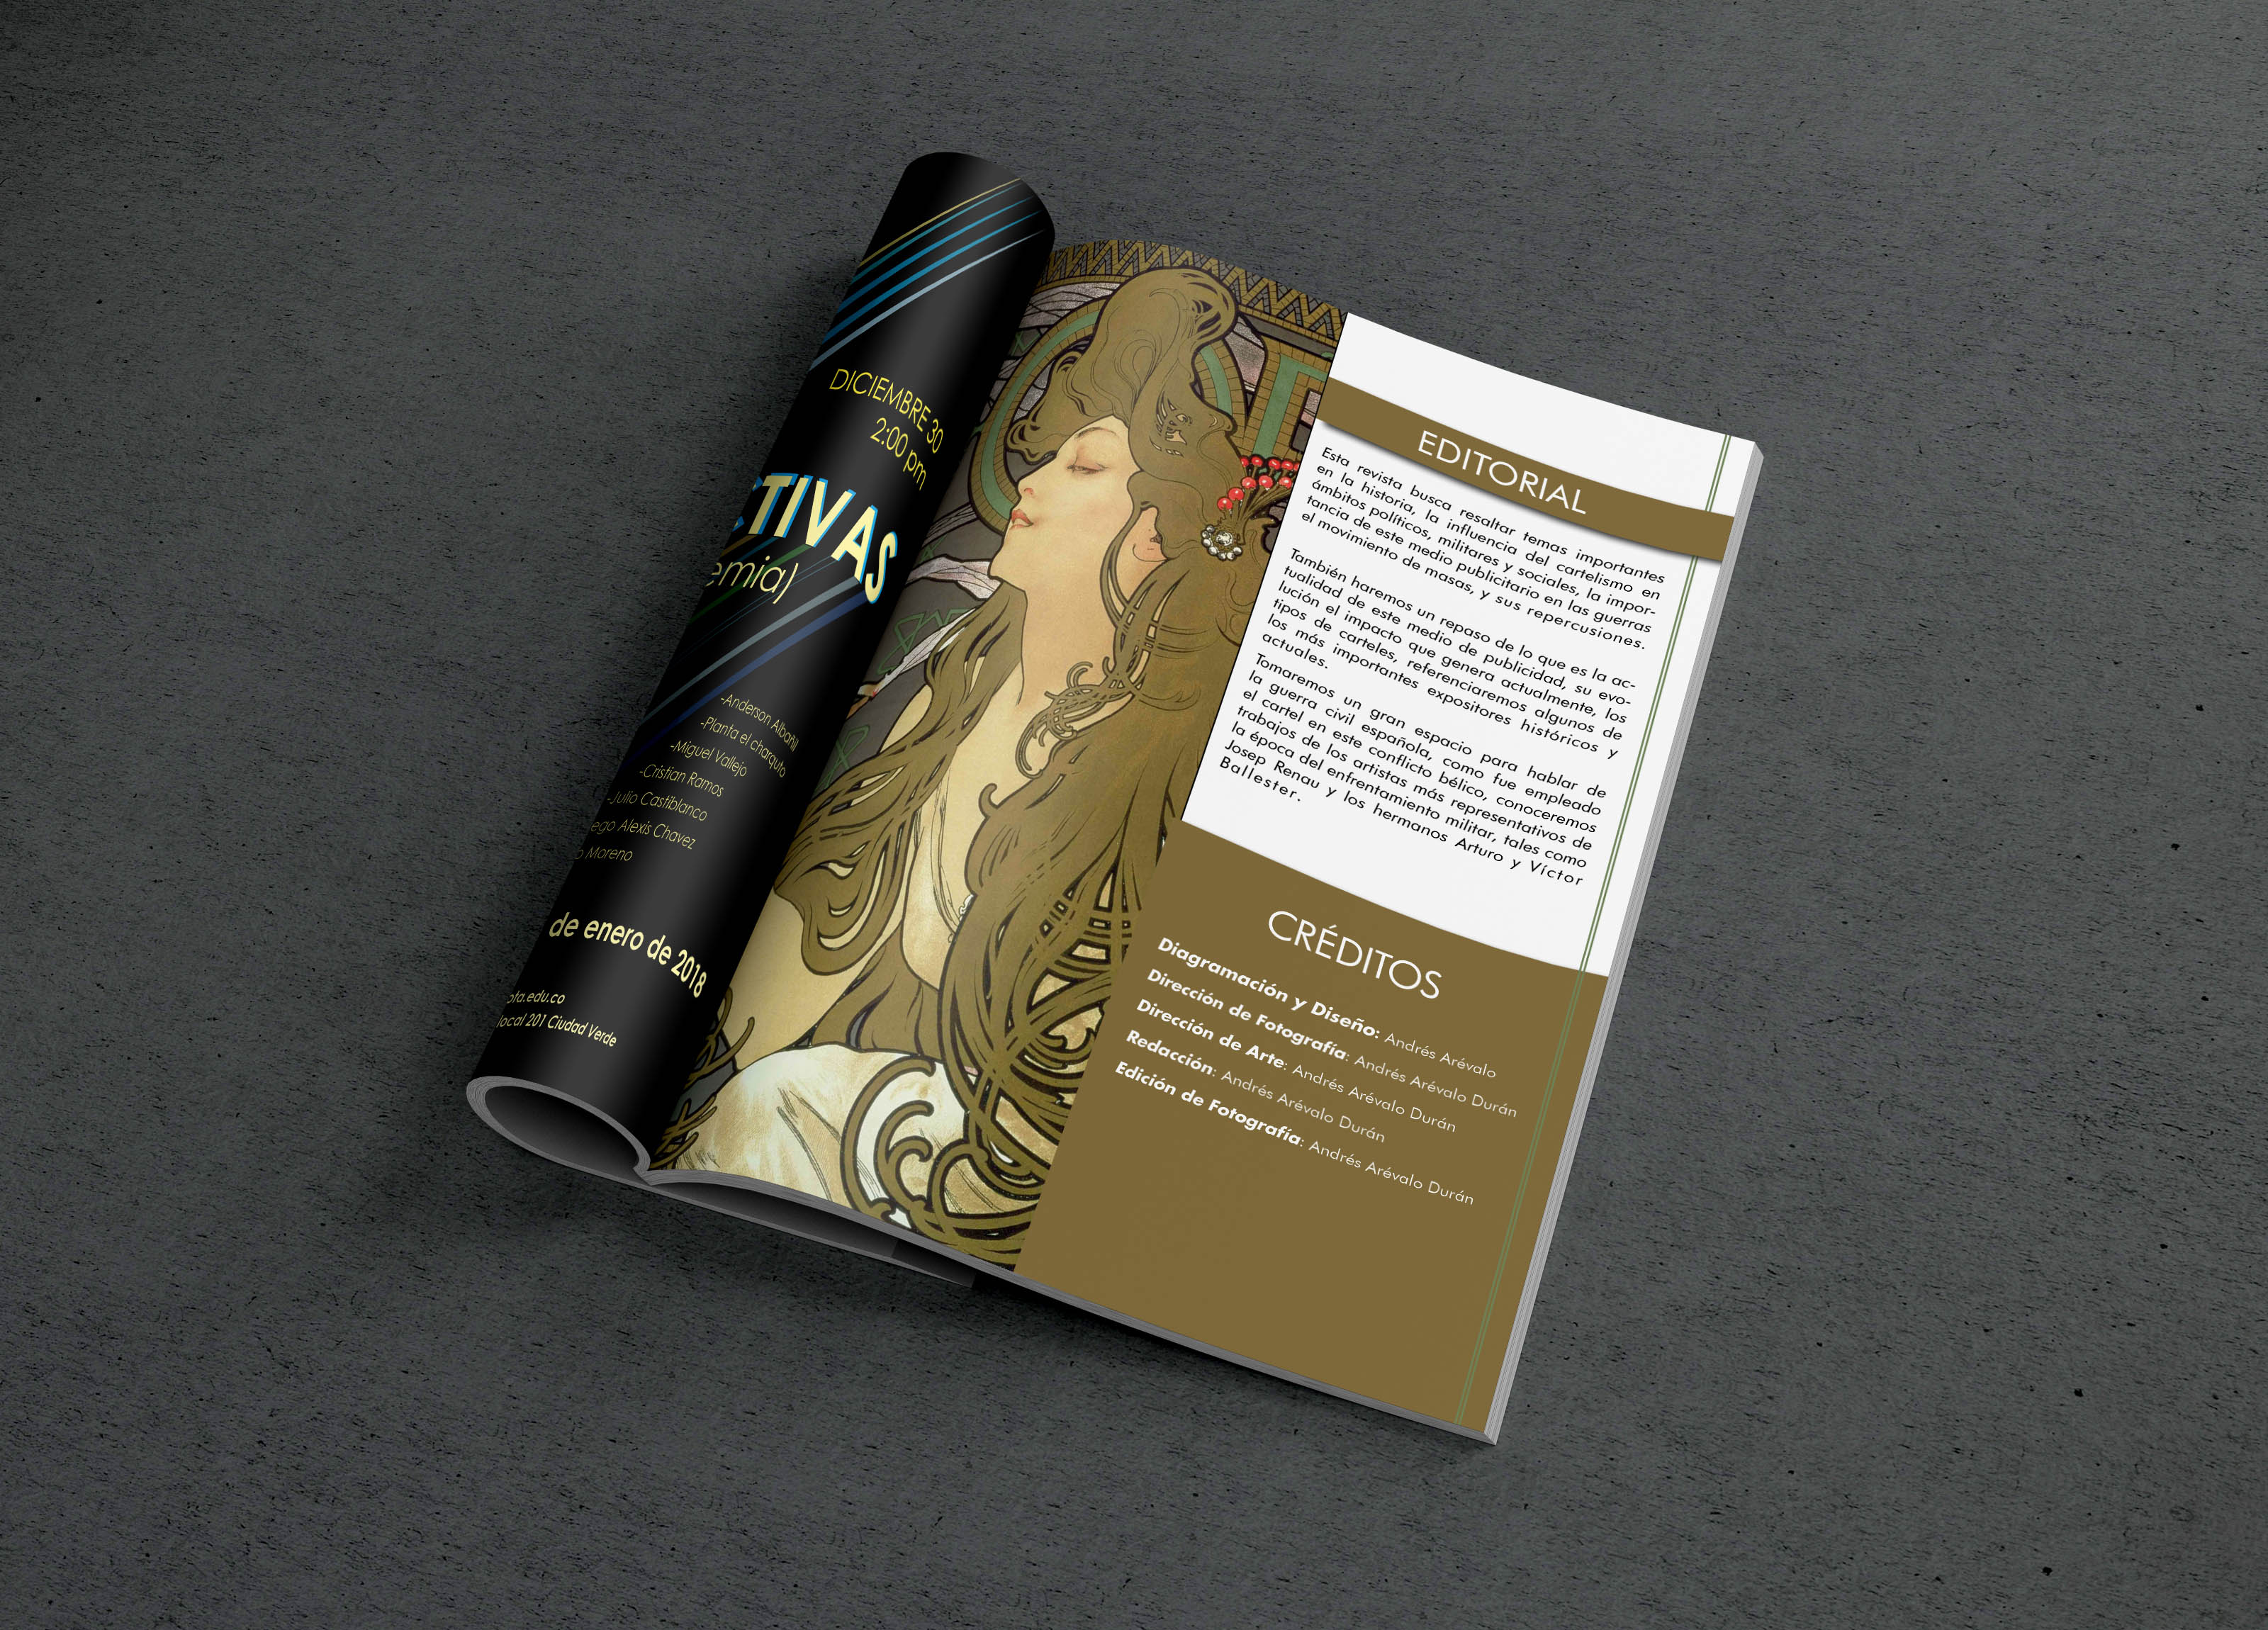 DICIEMBRE 30
2:00 pm
CTIVAS
emia)
-Anderson Albañil
-Planta el charquto
-Miguel Vallejo
-Cristian Ramos
-Julio Castiblanco
ego Alexis Chavez
o Moreno
de enero de 2018
ota.edu.co
local 201 Ciudad Verde
EDITORIAL
Esta revista busca resaltar temas importantes
en la historia, la influencia del cartelismo en
ámbitos políticos, militares y sociales, la impor-
tancia de este medio publicitario en las guerras
el movimiento de masas, y sus repercusiones.
También haremos un repaso de lo que es la ac-
tualidad de este medio de publicidad, su evo-
lución el impacto que genera actualmente, los
tipos de carteles, referenciaremos algunos de
los más importantes expositores históricos y
actuales.
Tomaremos un gran espacio para hablar de
la guerra civil española, como fue empleado
el cartel en este conflicto bélico, conoceremos
trabajos de los artistas más representativos de
la época del enfrentamiento militar, tales como
Josep Renau y los hermanos Arturo y Víctor
Ballester.
CRÉDITOS
Diagramación y Diseño: Andrés Arévalo
Dirección de Fotografía: Andrés Arévalo Durán
Dirección de Arte: Andrés Arévalo Durán
Redacción: Andrés Arévalo Durán
Edición de Fotografía: Andrés Arévalo Durán